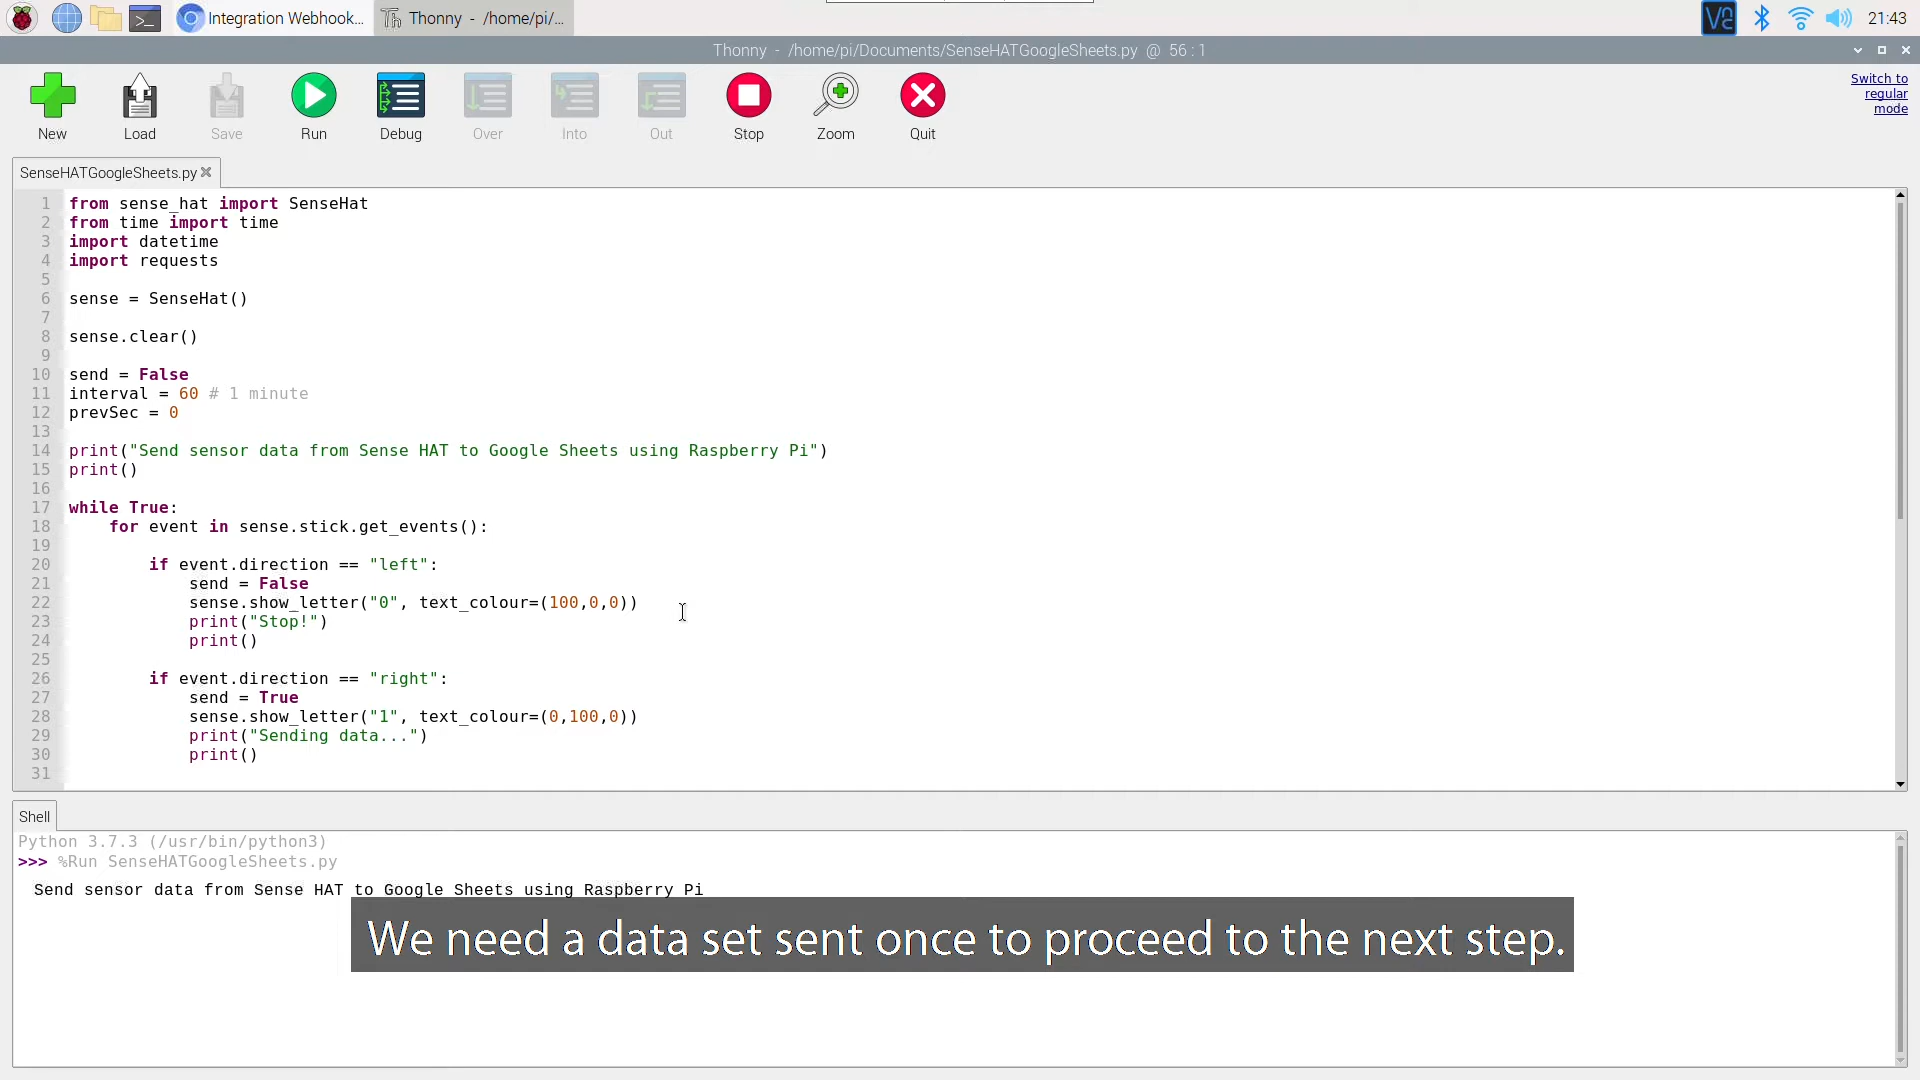 Integration Webhook...
Thonny - /home/pi/...
21:43
Thonny - /home/pi/Documents/SenseHATGoogleSheets.py @ 56 : 1
New
Load
Save
Run
Debug
Over
Into
Out
Stop
Zoom
Quit
Switch to
regular
mode
SenseHATGoogleSheets.py
1 from sense_hat import SenseHat
2 from time import time
3 import datetime
4 import requests
5
6 sense = SenseHat()
7
8 sense.clear()
9
10 send = False
11 interval = 60 # 1 minute
12 prevSec = 0
13
14 print("Send sensor data from Sense HAT to Google Sheets using Raspberry Pi")
15 print()
16
17 while True:
18     for event in sense.stick.get_events():
19
20         if event.direction == "left":
21             send = False
22             sense.show_letter("0", text_colour=(100,0,0))
23             print("Stop!")
24             print()
25
26         if event.direction == "right":
27             send = True
28             sense.show_letter("1", text_colour=(0,100,0))
29             print("Sending data...")
30             print()
31
Shell
Python 3.7.3 (/usr/bin/python3)
>>> %Run SenseHATGoogleSheets.py
Send sensor data from Sense HAT to Google Sheets using Raspberry Pi
We need a data set sent once to proceed to the next step.